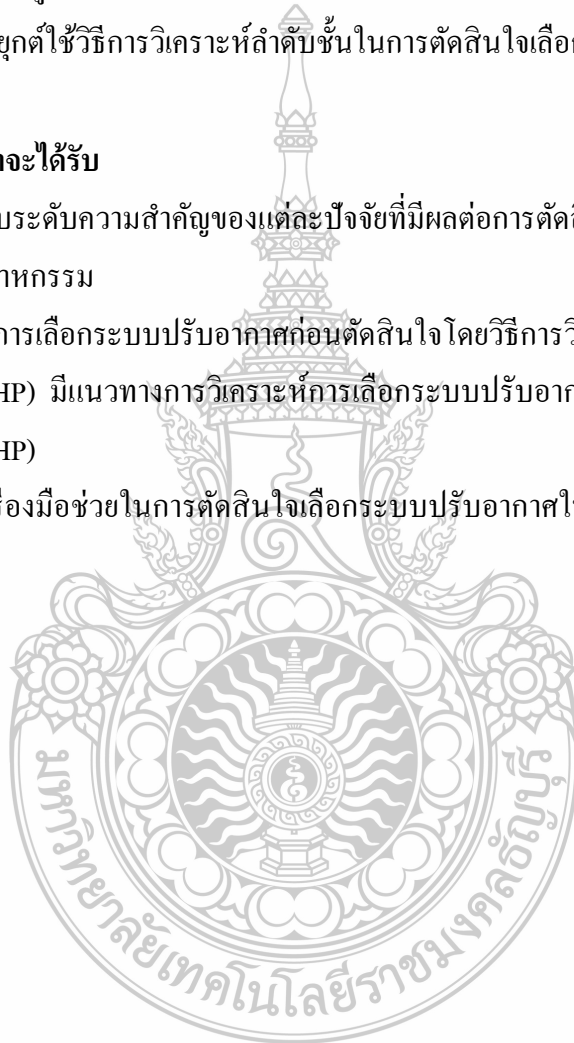 ยุกต์ใช้วิธีการวิเคราะห์ลำดับชั้นในการตัดสินใจเลือก
จะได้รับ
บระดับความสำคัญของแต่ละปัจจัยที่มีผลต่อการตัดสิ
าหกรรม
การเลือกระบบปรับอากาศก่อนตัดสินใจโดยวิธีการวิ
HP) มีแนวทางการวิเคราะห์การเลือกระบบปรับอาก
HP)
รื่องมือช่วยในการตัดสินใจเลือกระบบปรับอากาศใ
มหาวิทยาลัยเทคโนโลยีราชมงคลธัญบุรี